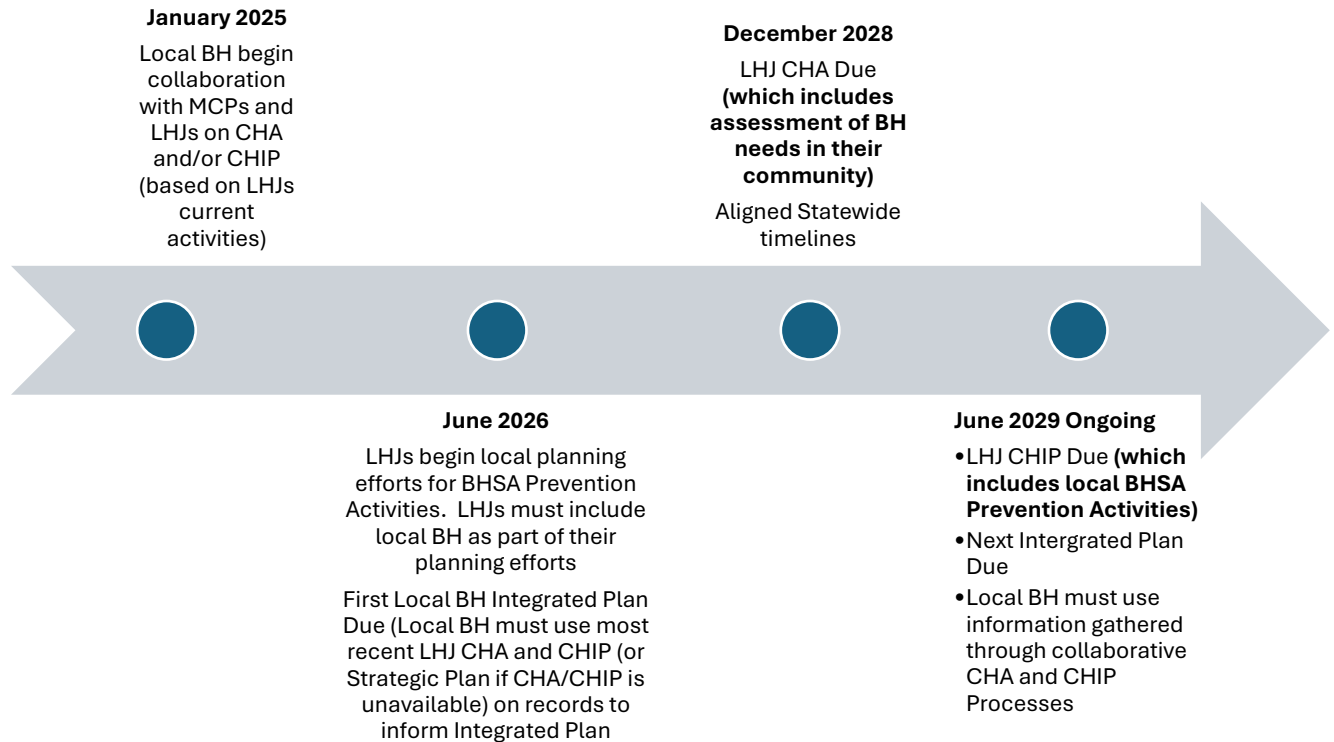 January 2025
Local BH begin
collaboration
with MCPs and
LHJs on CHA
and/or CHIP
(based on LHJs
current
activities)
December 2028
LHJ CHA Due
(which includes
assessment of BH
needs in their
community)
Aligned Statewide
timelines
June 2026
LHJs begin local planning
efforts for BHSA Prevention
Activities.  LHJs must include
local BH as part of their
planning efforts
First Local BH Integrated Plan
Due (Local BH must use most
recent LHJ CHA and CHIP (or
Strategic Plan if CHA/CHIP is
unavailable) on records to
inform Integrated Plan
June 2029 Ongoing
•LHJ CHIP Due (which
includes local BHSA
Prevention Activities)
•Next Intergrated Plan
Due
•Local BH must use
information gathered
through collaborative
CHA and CHIP
Processes